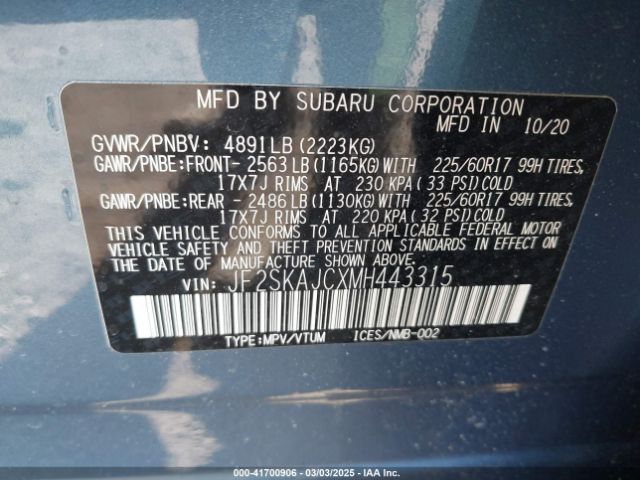 MFD BY SUBARU CORPORATION
MFD IN 10/20
GVWR/PNBV: 4891LB (2223KG)
GAWR/PNBE:FRONT- 2563 LB (1165KG) WITH 225/60R17 99H TIRES,
17X7J RIMS AT 230 KPA (33 PSI) COLD
GAWR/PNBE:REAR - 2486 LB (1130KG) WITH 225/60R17 99H TIRES,
17X7J RIMS AT 220 KPA (32 PSI) COLD
THIS VEHICLE CONFORMS TO ALL APPLICABLE FEDERAL MOTOR
VEHICLE SAFETY AND THEFT PREVENTION STANDARDS IN EFFECT ON
THE DATE OF MANUFACTURE SHOWN ABOVE.
VIN: JF2SKAJCXMH443315
TYPE:MPV/VTUM ICES/NMB-002
000-41700906 - 03/03/2025 - IAA Inc.